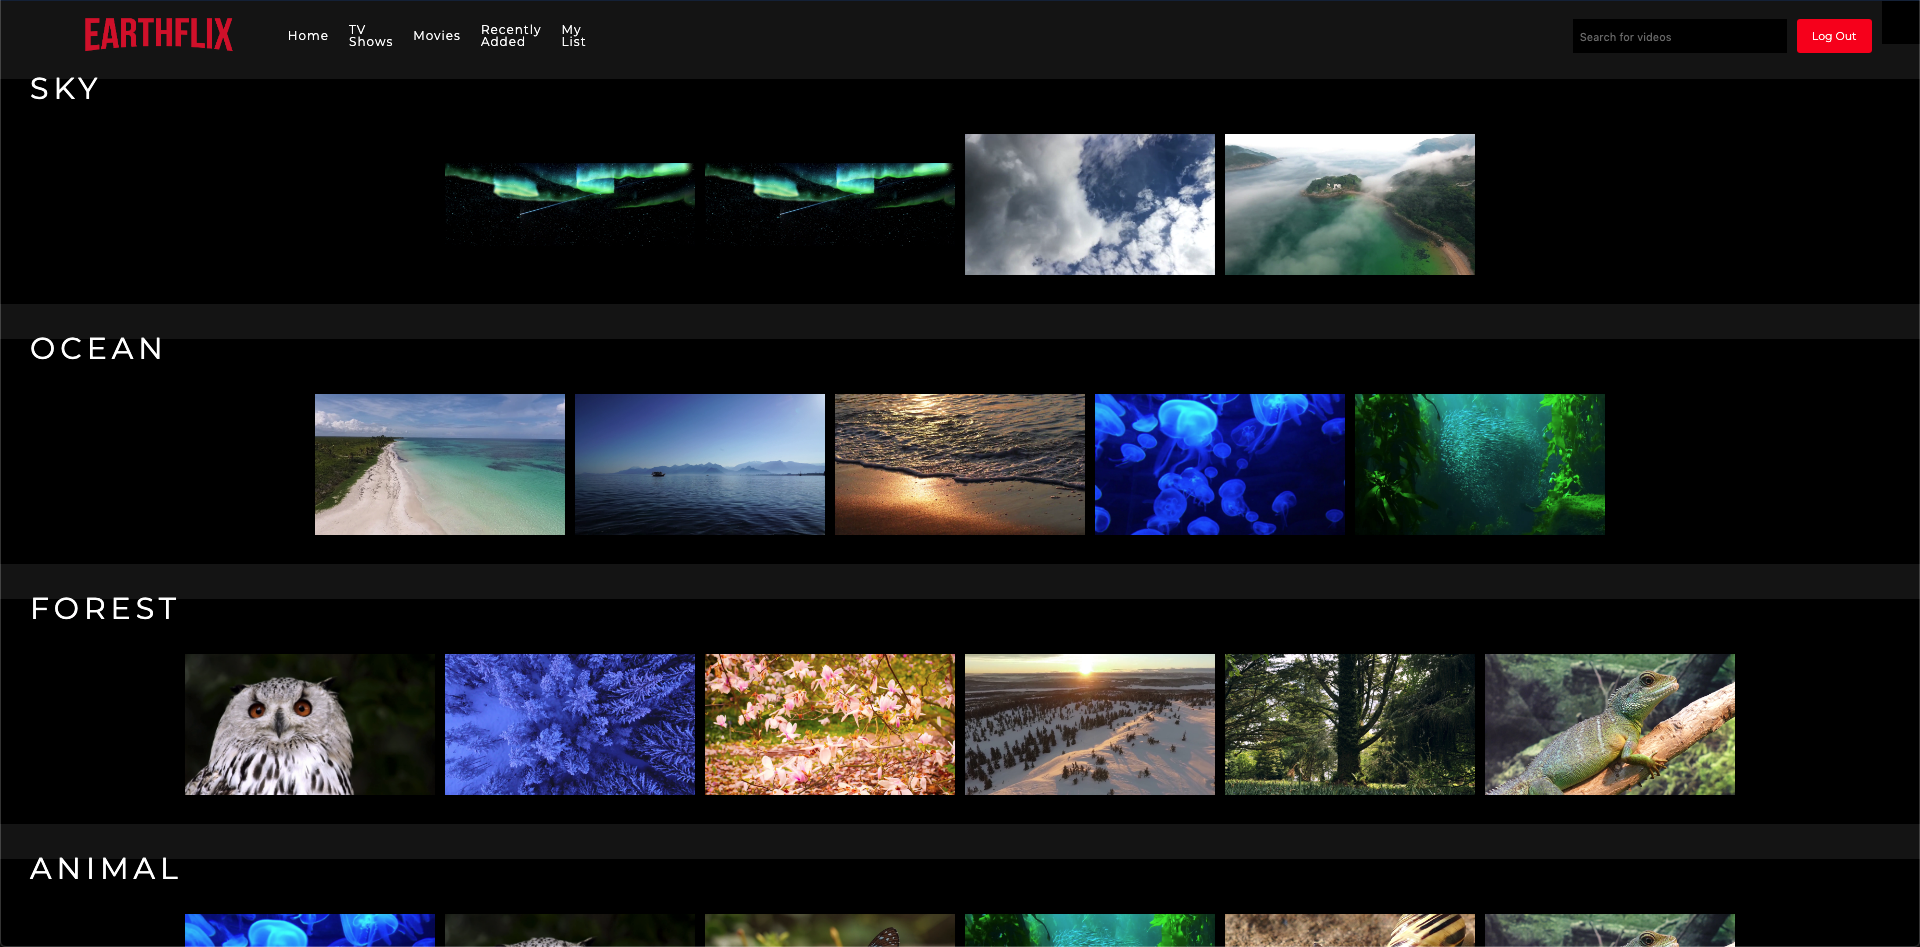 EARTHFLIX
Home
TV
Shows
Movies
Recently
Added
My
List
Search for videos
Log Out
SKY
OCEAN
FOREST
ANIMAL